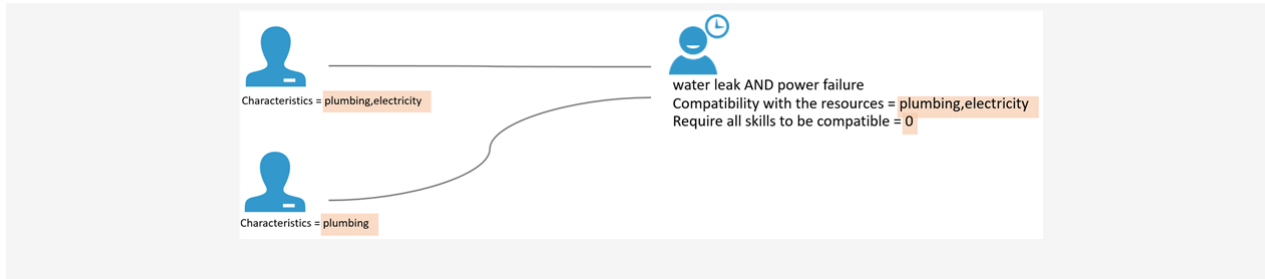 Characteristics = plumbing,electricity
water leak AND power failure
Compatibility with the resources = plumbing,electricity
Require all skills to be compatible = 0
Characteristics = plumbing